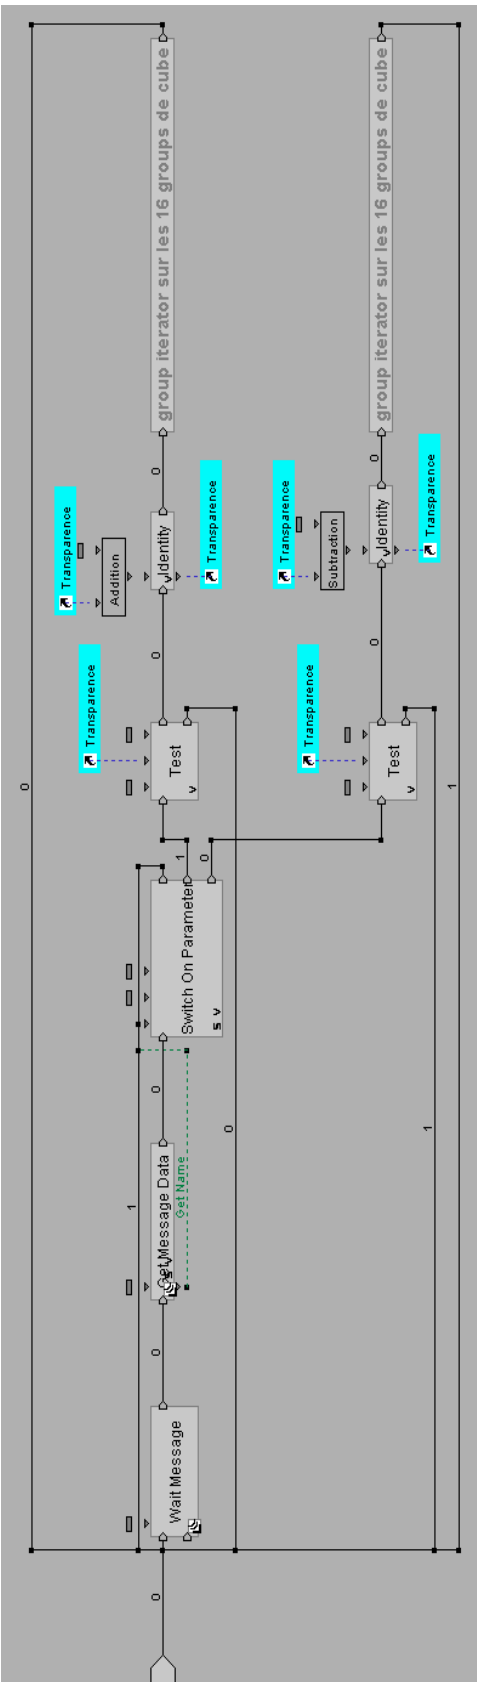 0
Transparence
Transparence
Addition
1
0
0
0
0
0
Wait Message
Get Message Data
Get Name
Switch On Parameter
s v
1
0
Test
v
Identity
v
group iterator sur les 16 groups de cube
Transparence
0
Transparence
Transparence
Subtraction
0
0
Test
v
Identity
v
group iterator sur les 16 groups de cube
Transparence
1
1